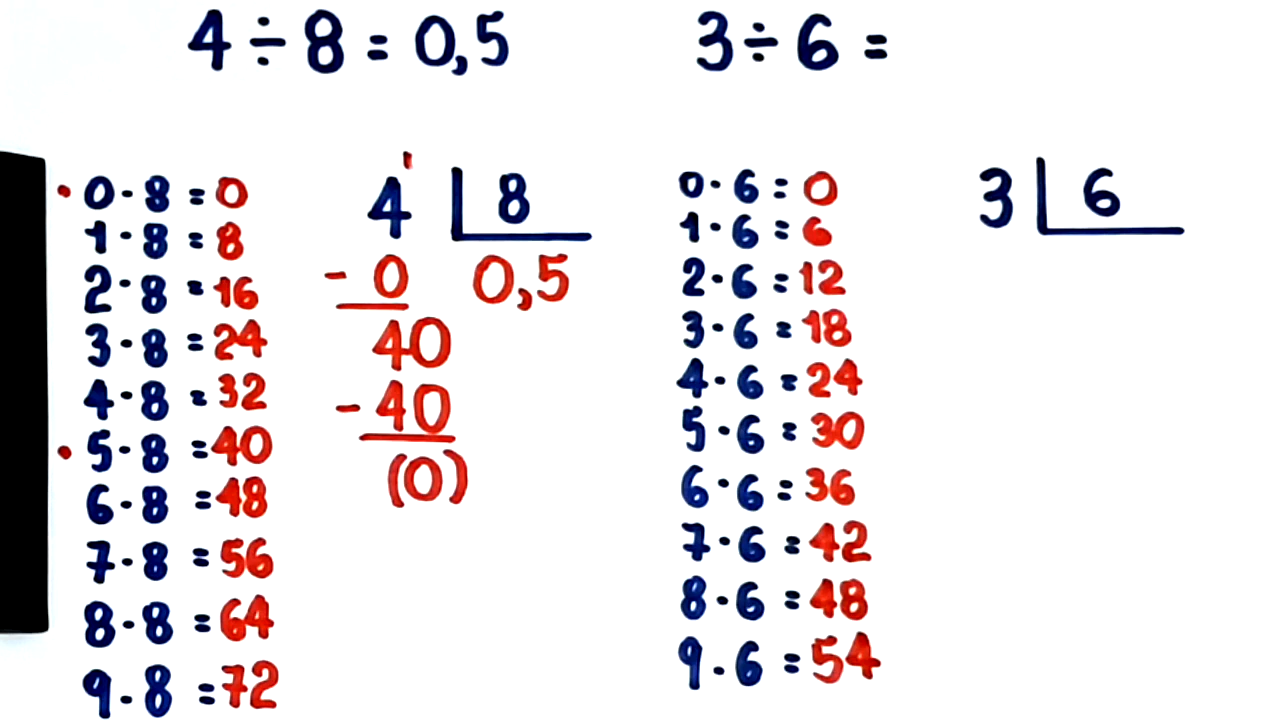 4 ÷ 8 = 0,5
0 · 8 = 0
1 · 8 = 8
2 · 8 = 16
3 · 8 = 24
4 · 8 = 32
5 · 8 = 40
6 · 8 = 48
7 · 8 = 56
8 · 8 = 64
9 · 8 = 72
4' 8
- 0 0,5
40
- 40
(0)
3 ÷ 6 =
0 · 6 = 0
1 · 6 = 6
2 · 6 = 12
3 · 6 = 18
4 · 6 = 24
5 · 6 = 30
6 · 6 = 36
7 · 6 = 42
8 · 6 = 48
9 · 6 = 54
3 6